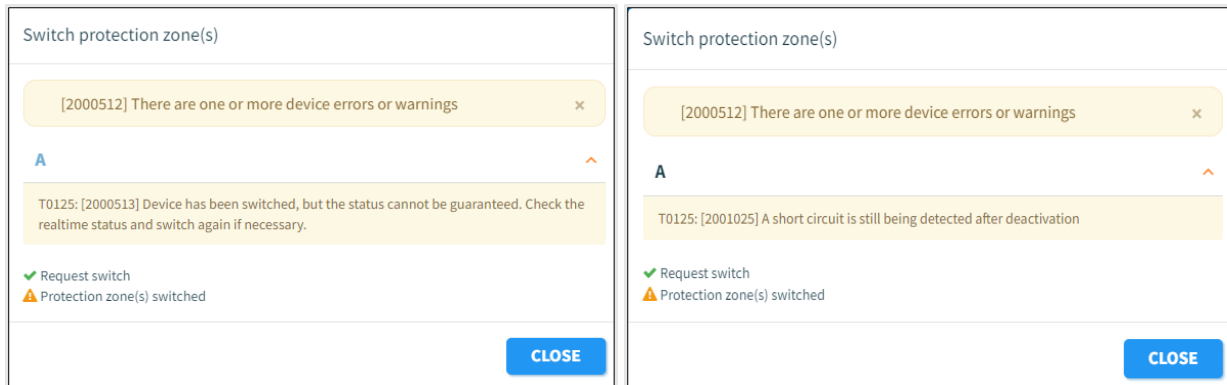 Switch protection zone(s)
[2000512] There are one or more device errors or warnings ×
A
T0125: [2000513] Device has been switched, but the status cannot be guaranteed. Check the
realtime status and switch again if necessary.
Request switch
Protection zone(s) switched
CLOSE
Switch protection zone(s)
[2000512] There are one or more device errors or warnings ×
A
T0125: [2001025] A short circuit is still being detected after deactivation
Request switch
Protection zone(s) switched
CLOSE